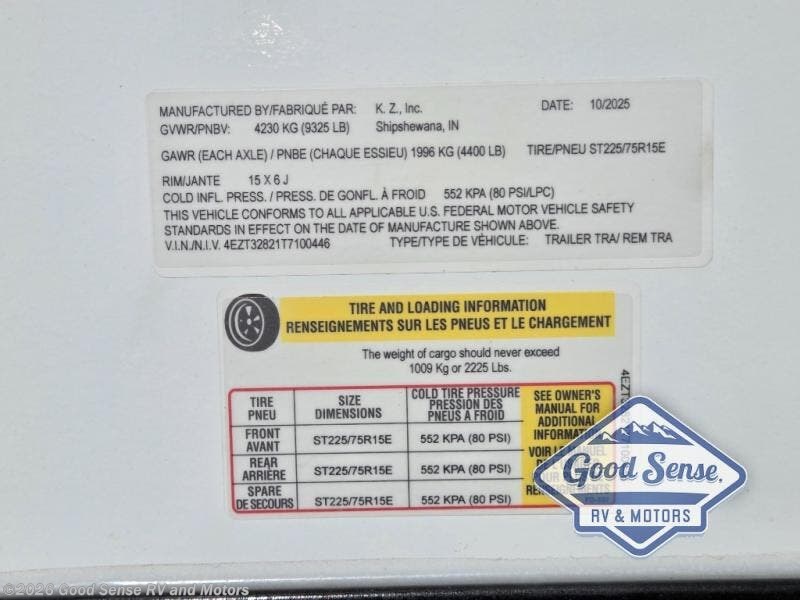 MANUFACTURED BY/FABRIQUÉ PAR: K. Z., Inc. DATE: 10/2025
GVWR/PNBV: 4230 KG (9325 LB) Shipshewana, IN
GAWR (EACH AXLE) / PNBE (CHAQUE ESSIEU) 1996 KG (4400 LB) TIRE/PNEU ST225/75R15E
RIM/JANTE 15 X 6 J
COLD INFL. PRESS. / PRESS. DE GONFL. À FROID 552 KPA (80 PSI/LPC)
THIS VEHICLE CONFORMS TO ALL APPLICABLE U.S. FEDERAL MOTOR VEHICLE SAFETY
STANDARDS IN EFFECT ON THE DATE OF MANUFACTURE SHOWN ABOVE.
V.I.N./N.I.V. 4EZT32821T7100446 TYPE/TYPE DE VÉHICULE: TRAILER TRA/ REM TRA
TIRE AND LOADING INFORMATION
RENSEIGNEMENTS SUR LES PNEUS ET LE CHARGEMENT
The weight of cargo should never exceed
1009 Kg or 2225 Lbs.
TIRE
PNEU
SIZE
DIMENSIONS
COLD TIRE PRESSURE
PRESSION DES
PNEUS A FROID
SEE OWNER'S
MANUAL FOR
ADDITIONAL
INFORMATION
VOIR
FRONT
AVANT
ST225/75R15E
552 KPA (80 PSI)
REAR
ARRIÈRE
ST225/75R15E
552 KPA (80 PSI)
SPARE
DE SECOURS
ST225/75R15E
552 KPA (80 PSI)
Good Sense
RV & MOTORS
©2026 Good Sense RV and Motors